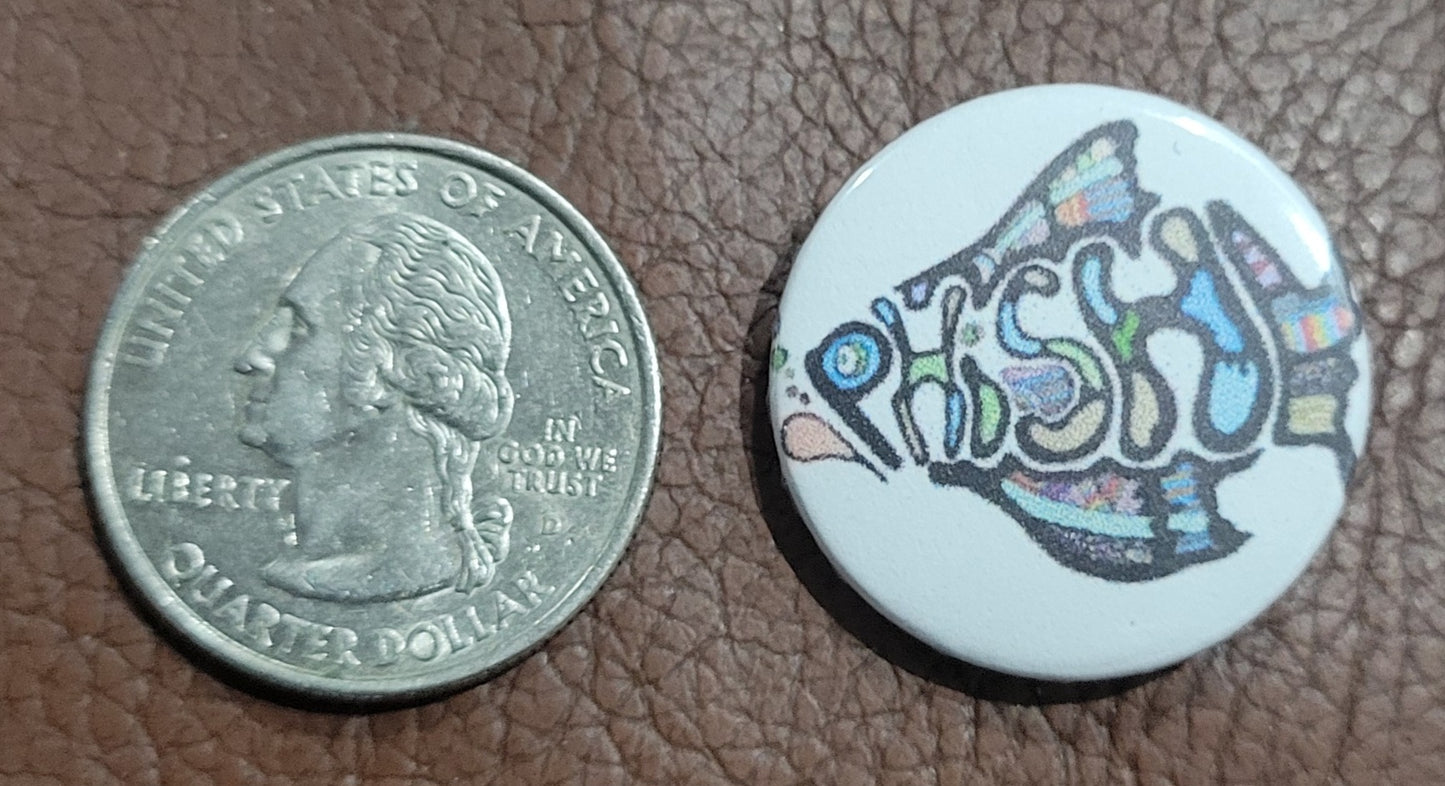 UNITED STATES OF AMERICA
LIBERTY
IN
GOD WE
TRUST
D
QUARTER DOLLAR
PHISH